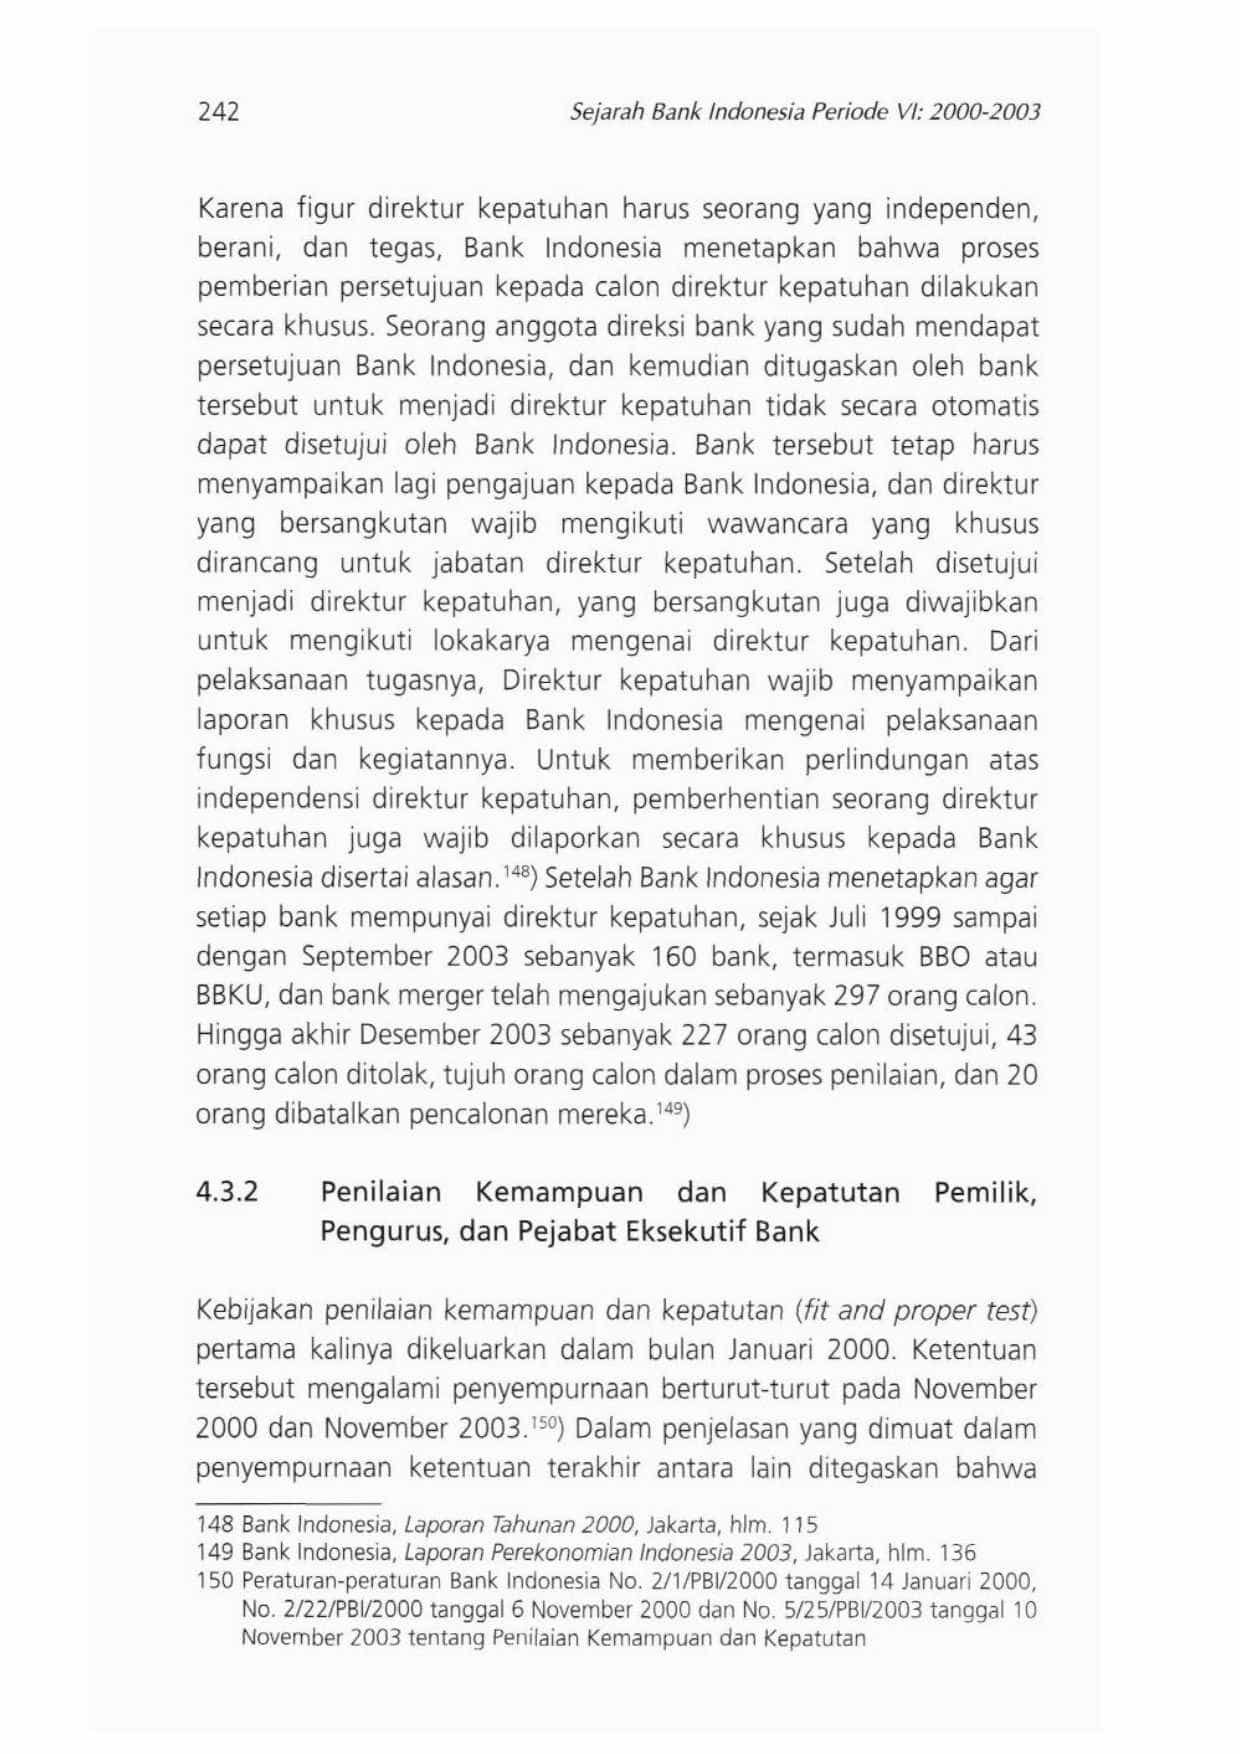 242
Sejarah Bank Indonesia Periode VI: 2000-2003
Karena figur direktur kepatuhan harus seorang yang independen,
berani, dan tegas, Bank Indonesia menetapkan bahwa proses
pemberian persetujuan kepada calon direktur kepatuhan dilakukan
secara khusus. Seorang anggota direksi bank yang sudah mendapat
persetujuan Bank Indonesia, dan kemudian ditugaskan oleh bank
tersebut untuk menjadi direktur kepatuhan tidak secara otomatis
dapat disetujui oleh Bank Indonesia. Bank tersebut tetap harus
menyampaikan lagi pengajuan kepada Bank Indonesia, dan direktur
yang bersangkutan wajib mengikuti wawancara yang khusus
dirancang untuk jabatan direktur kepatuhan. Setelah disetujui
menjadi direktur kepatuhan, yang bersangkutan juga diwajibkan
untuk mengikuti lokakarya mengenai direktur kepatuhan. Dari
pelaksanaan tugasnya, Direktur kepatuhan wajib menyampaikan
laporan khusus kepada Bank Indonesia mengenai pelaksanaan
fungsi dan kegiatannya. Untuk memberikan perlindungan atas
independensi direktur kepatuhan, pemberhentian seorang direktur
kepatuhan juga wajib dilaporkan secara khusus kepada Bank
Indonesia disertai alasan.¹⁴⁸) Setelah Bank Indonesia menetapkan agar
setiap bank mempunyai direktur kepatuhan, sejak Juli 1999 sampai
dengan September 2003 sebanyak 160 bank, termasuk BBO atau
BBKU, dan bank merger telah mengajukan sebanyak 297 orang calon.
Hingga akhir Desember 2003 sebanyak 227 orang calon disetujui, 43
orang calon ditolak, tujuh orang calon dalam proses penilaian, dan 20
orang dibatalkan pencalonan mereka.¹⁴⁹)
4.3.2 Penilaian Kemampuan dan Kepatutan Pemilik,
Pengurus, dan Pejabat Eksekutif Bank
Kebijakan penilaian kemampuan dan kepatutan (fit and proper test)
pertama kalinya dikeluarkan dalam bulan Januari 2000. Ketentuan
tersebut mengalami penyempurnaan berturut-turut pada November
2000 dan November 2003.¹⁵⁰) Dalam penjelasan yang dimuat dalam
penyempurnaan ketentuan terakhir antara lain ditegaskan bahwa
148 Bank Indonesia, Laporan Tahunan 2000, Jakarta, hlm. 115
149 Bank Indonesia, Laporan Perekonomian Indonesia 2003, Jakarta, hlm. 136
150 Peraturan-peraturan Bank Indonesia No. 2/1/PBI/2000 tanggal 14 Januari 2000,
No. 2/22/PBI/2000 tanggal 6 November 2000 dan No. 5/25/PBI/2003 tanggal 10
November 2003 tentang Penilaian Kemampuan dan Kepatutan